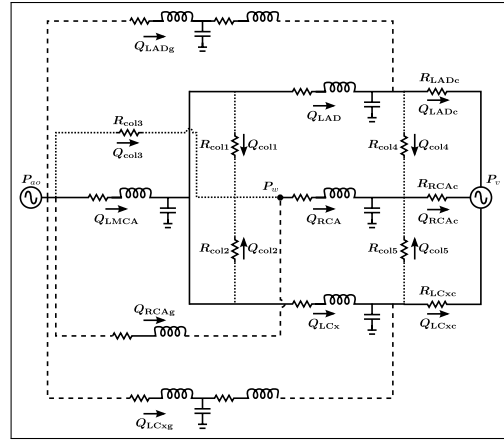 Q_LADg
R_LADc
Q_LAD
Q_LADc
R_col3
R_col1 Q_col1
R_col4 Q_col4
Q_col3
P_ao
P_w
R_RCAc
P_v
Q_LMCA
Q_RCA
Q_RCAc
R_col2 Q_col2
R_col5 Q_col5
R_LCxc
Q_RCAg
Q_LCx
Q_LCxc
Q_LCxg